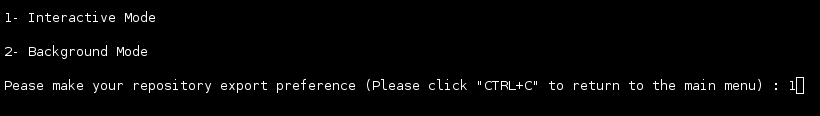 1- Interactive Mode
2- Background Mode
Pease make your repository export preference (Please click "CTRL+C" to return to the main menu) : 1